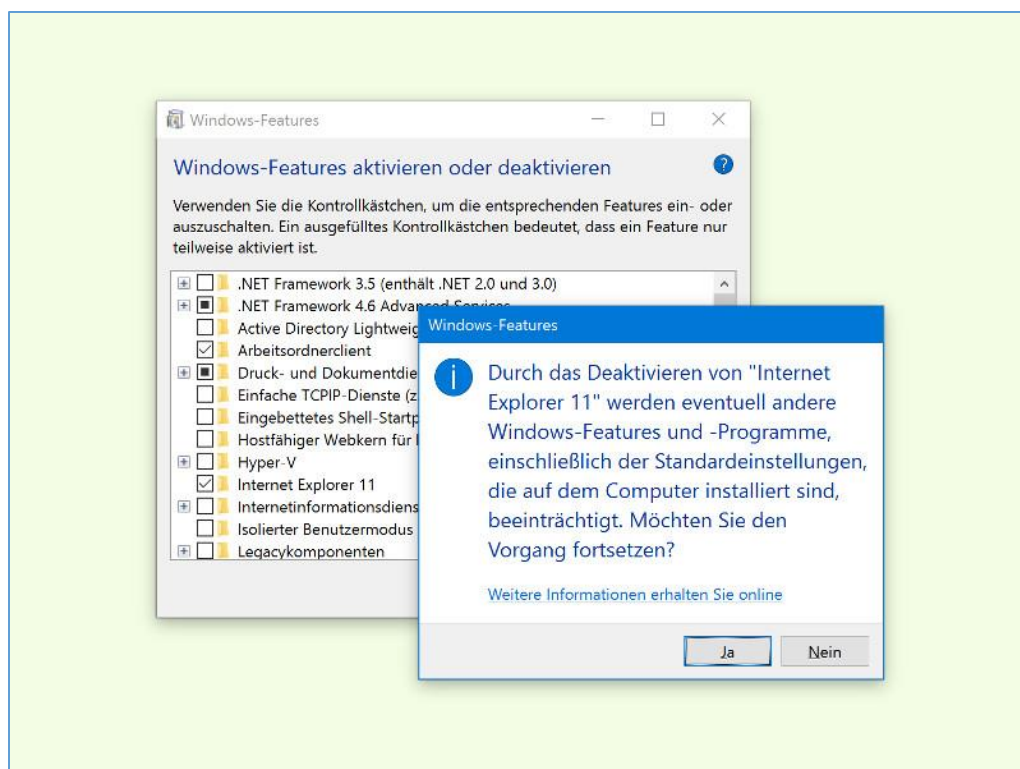 Windows-Features
Windows-Features aktivieren oder deaktivieren
Verwenden Sie die Kontrollkästchen, um die entsprechenden Features ein- oder
auszuschalten. Ein ausgefülltes Kontrollkästchen bedeutet, dass ein Feature nur
teilweise aktiviert ist.
.NET Framework 3.5 (enthält .NET 2.0 und 3.0)
.NET Framework 4.6 Advanced Services
Active Directory
Arbeitsordnerclient
Druck- und
Einfache TCPIP-Dienste
Eingebettetes
Hostfähiger Webkern für
Hyper-V
Internet Explorer 11
Isolierter Benutzermodus
Legacykomponenten
Windows-Features
Durch das Deaktivieren von "Internet
Explorer 11" werden eventuell andere
Windows-Features und -Programme,
einschließlich der Standardeinstellungen,
die auf dem Computer installiert sind,
beeinträchtigt. Möchten Sie den
Vorgang fortsetzen?
Weitere Informationen erhalten Sie online
Ja
Nein